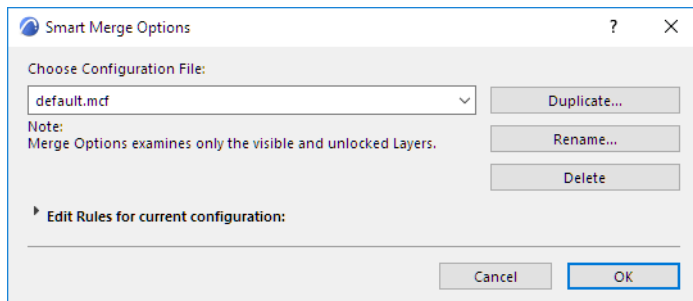 Smart Merge Options
?
Choose Configuration File:
default.mcf
Duplicate...
Note:
Merge Options examines only the visible and unlocked Layers.
Rename...
Delete
Edit Rules for current configuration:
Cancel
OK